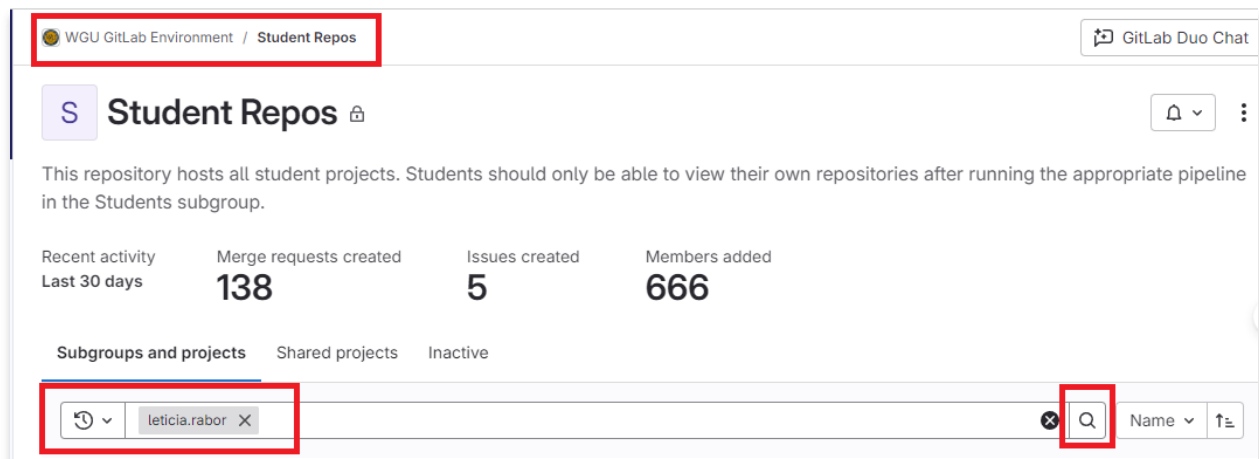 WGU GitLab Environment / Student Repos
GitLab Duo Chat
S
Student Repos
This repository hosts all student projects. Students should only be able to view their own repositories after running the appropriate pipeline
in the Students subgroup.
Recent activity
Last 30 days
Merge requests created
138
Issues created
5
Members added
666
Subgroups and projects
Shared projects
Inactive
leticia.rabor
Name